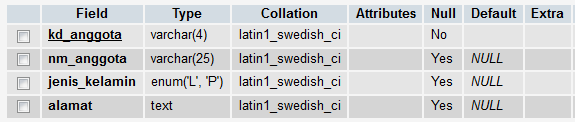 Field Type Collation Attributes Null Default Extra
kd_anggota varchar(4) latin1_swedish_ci No
nm_anggota varchar(25) latin1_swedish_ci Yes NULL
jenis_kelamin enum('L', 'P') latin1_swedish_ci Yes NULL
alamat text latin1_swedish_ci Yes NULL